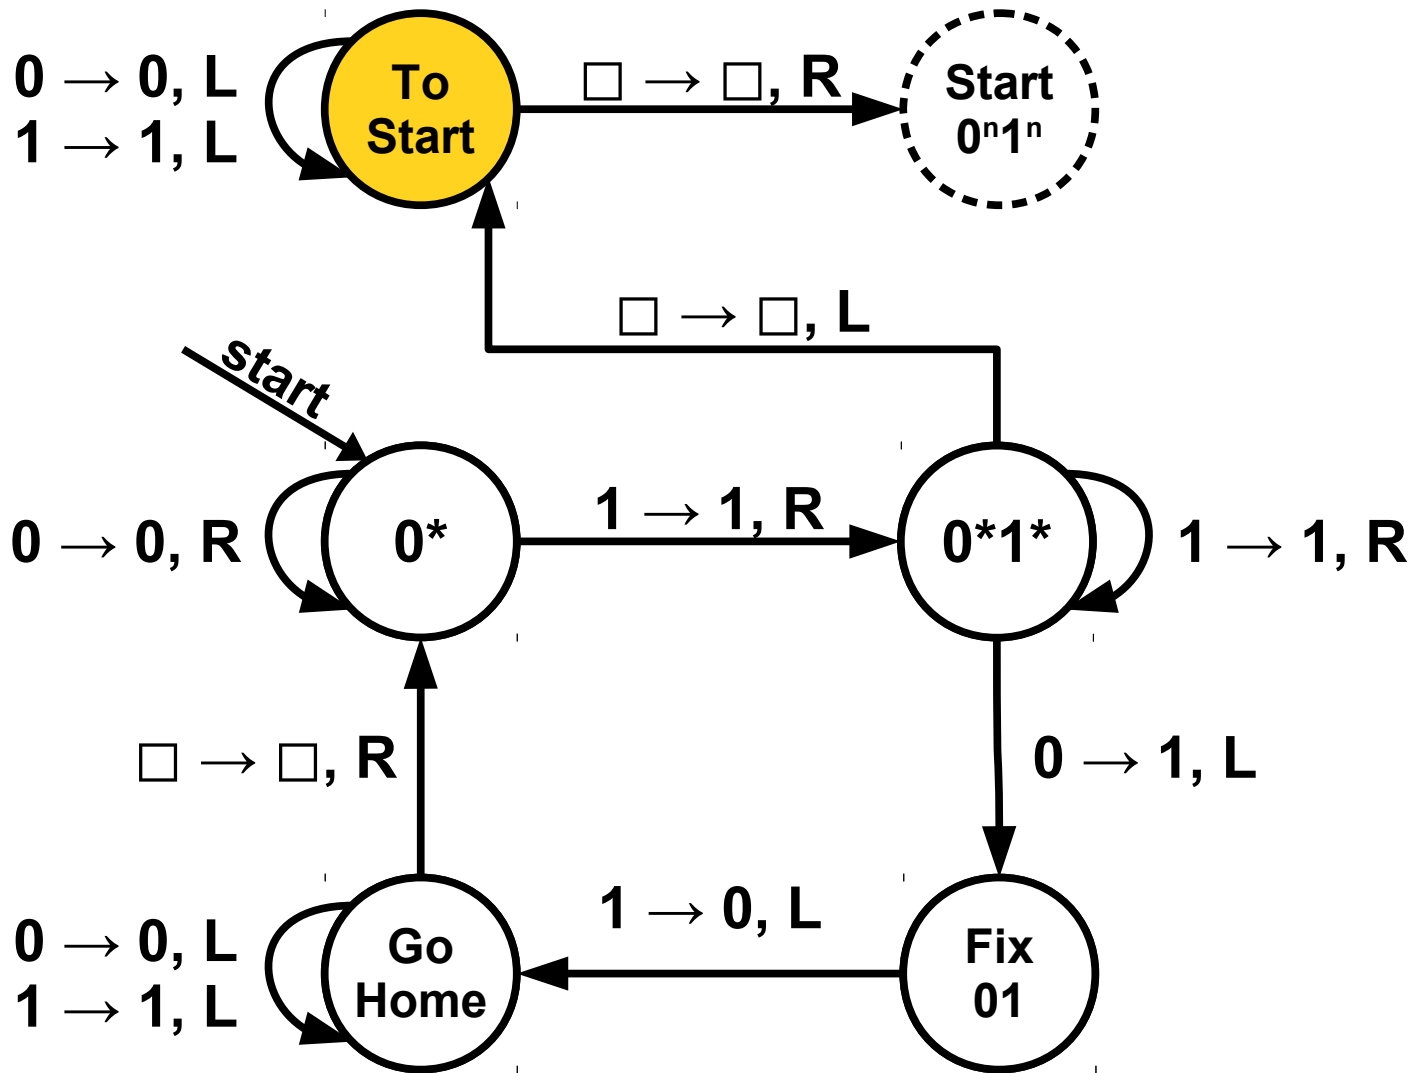 0 → 0, L
1 → 1, L
To
Start
□ → □, R
Start
0ⁿ1ⁿ
□ → □, L
start
0 → 0, R
0*
1 → 1, R
0*1*
1 → 1, R
□ → □, R
0 → 1, L
0 → 0, L
1 → 1, L
Go
Home
1 → 0, L
Fix
01